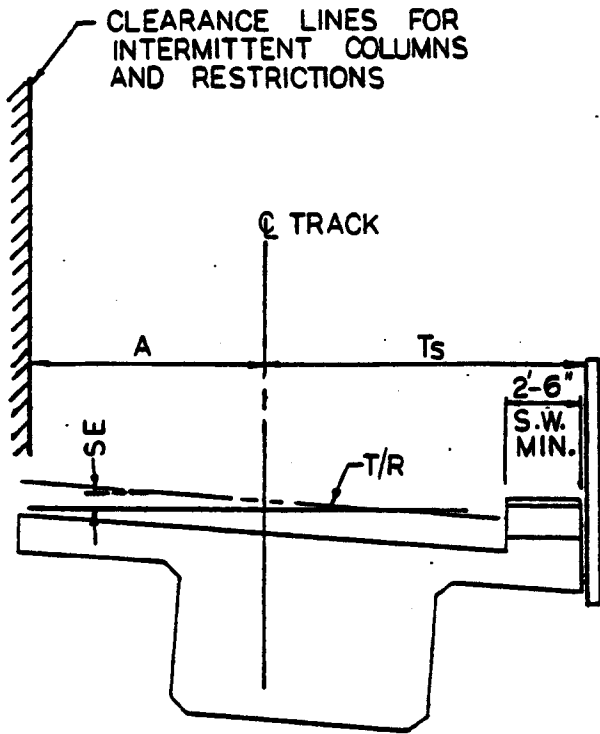 CLEARANCE LINES FOR
INTERMITTENT COLUMNS
AND RESTRICTIONS
℄ TRACK
A
Ts
2'-6"
S.W.
MIN.
SE
T/R